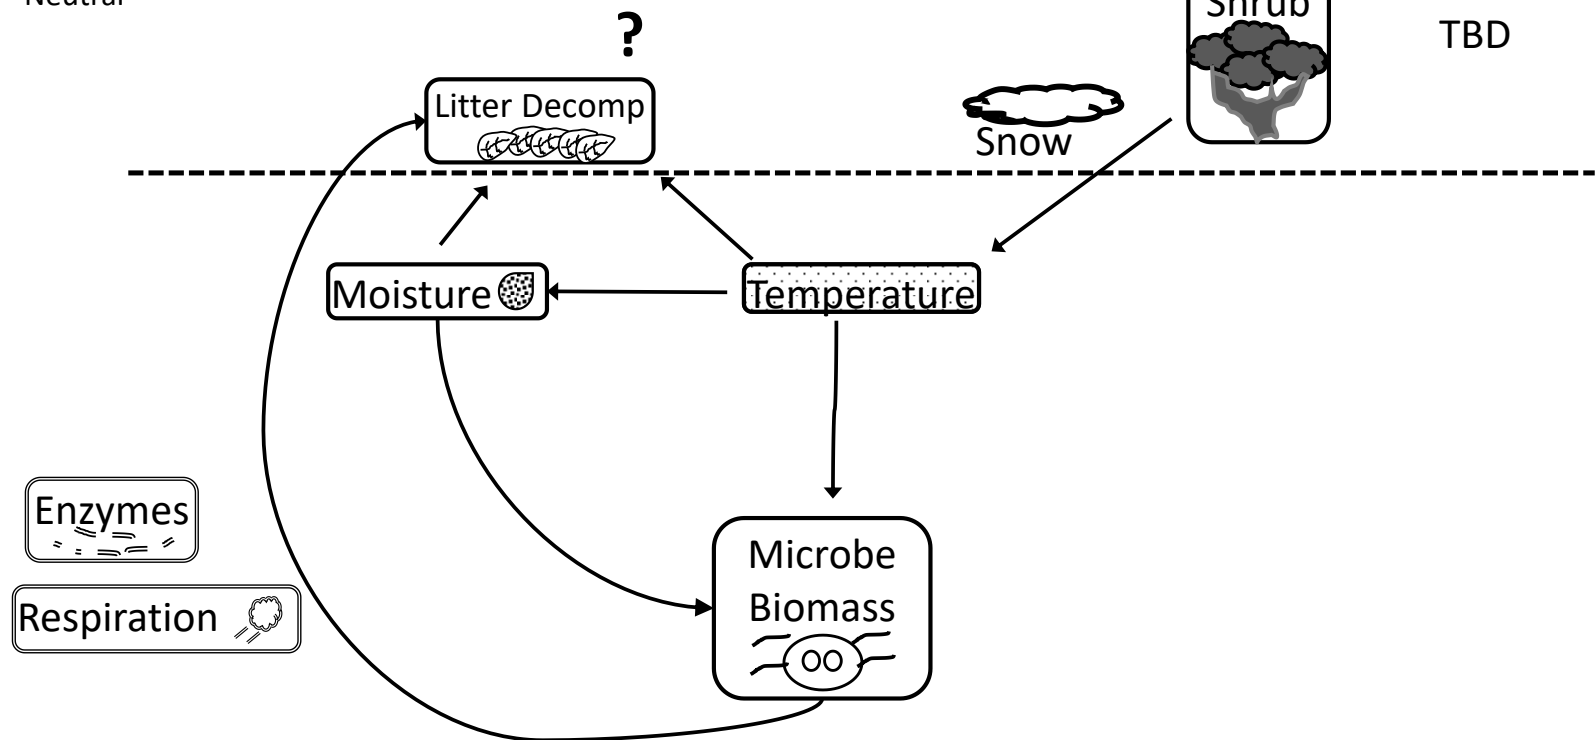 Neutral
Shrub
?
TBD
Litter Decomp
Snow
Moisture
Temperature
Enzymes
Microbe
Biomass
Respiration